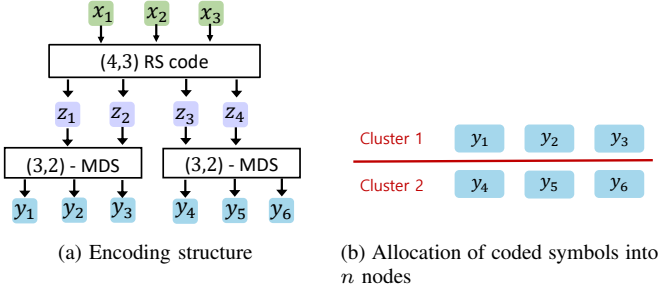 x₁ x₂ x₃
(4,3) RS code
z₁ z₂ z₃ z₄
(3,2) - MDS (3,2) - MDS
y₁ y₂ y₃ y₄ y₅ y₆
(a) Encoding structure
Cluster 1 y₁ y₂ y₃
Cluster 2 y₄ y₅ y₆
(b) Allocation of coded symbols into
n nodes